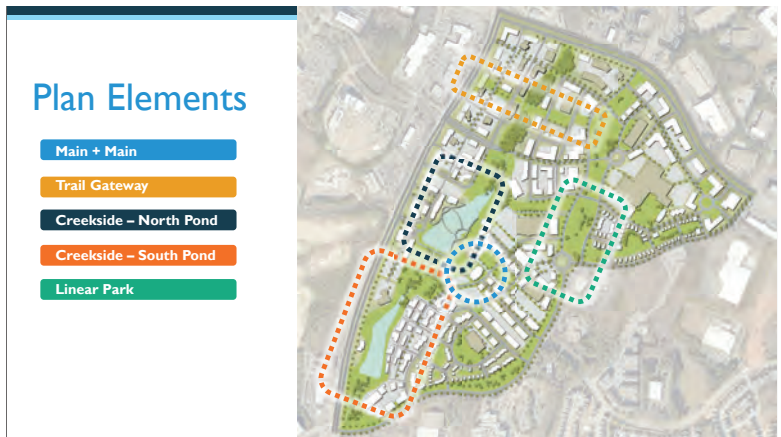 Plan Elements
Main + Main
Trail Gateway
Creekside – North Pond
Creekside – South Pond
Linear Park